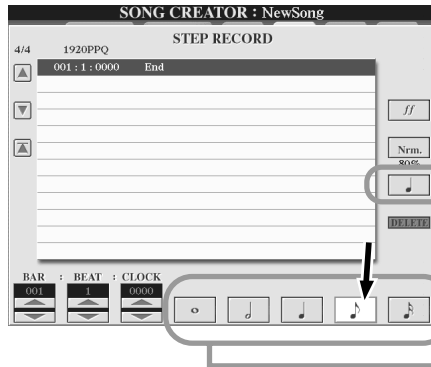 SONG CREATOR : NewSong
STEP RECORD
4/4 1920PPQ
001 : 1 : 0000 End
ff
Nrm.
80%
DELETE
BAR : BEAT : CLOCK
001 1 0000